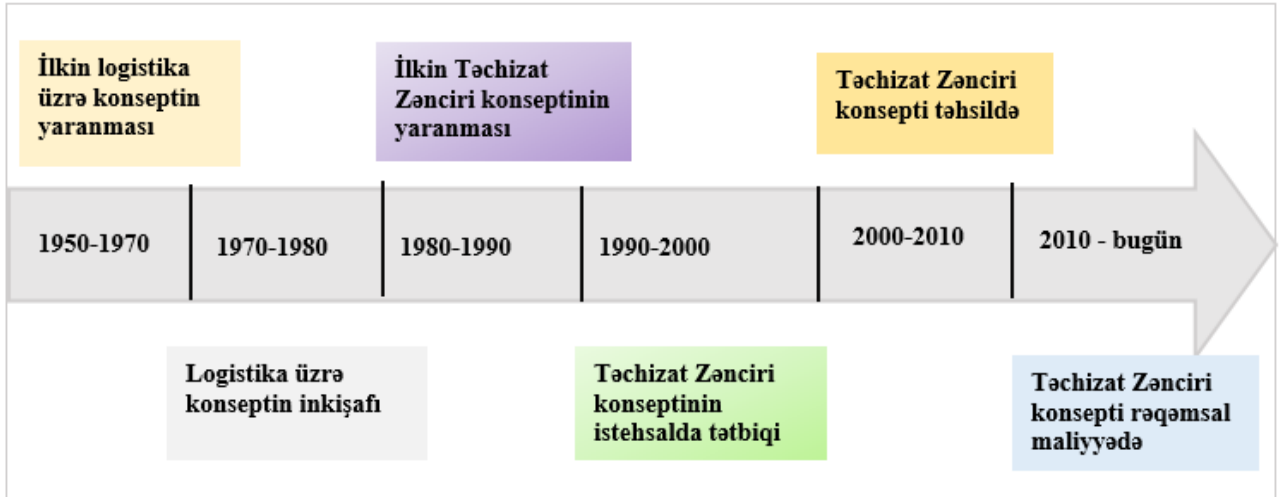 İlkin logistika
üzrə konseptin
yaranması
İlkin Təchizat
Zənciri konseptinin
yaranması
Təchizat Zənciri
konsepti təhsildə
1950-1970
1970-1980
1980-1990
1990-2000
2000-2010
2010 - bugün
Logistika üzrə
konseptin inkişafı
Təchizat Zənciri
konseptinin
istehsalda tətbiqi
Təchizat Zənciri
konsepti rəqəmsal
maliyyədə